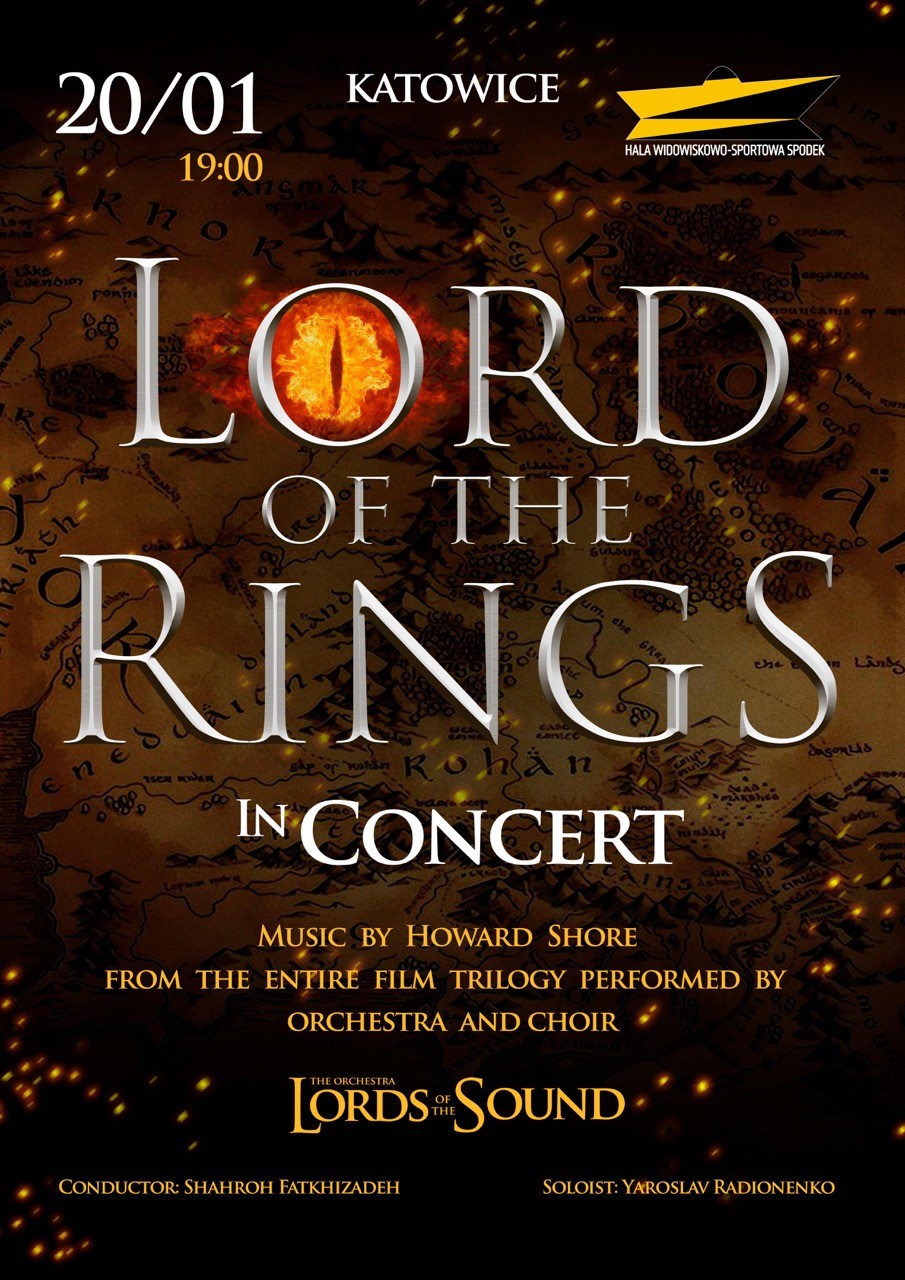 20/01
19:00
KATOWICE
HALA WIDOWISKOWO-SPORTOWA SPODEK
ANGMAR
LORD
OF THE
RINGS
Rohan
IN CONCERT
MUSIC BY HOWARD SHORE
FROM THE ENTIRE FILM TRILOGY PERFORMED BY
ORCHESTRA AND CHOIR
THE ORCHESTRA
LORDS OF THE SOUND
CONDUCTOR: SHAHROH FATKHIZADEH
SOLOIST: YAROSLAV RADIONENKO